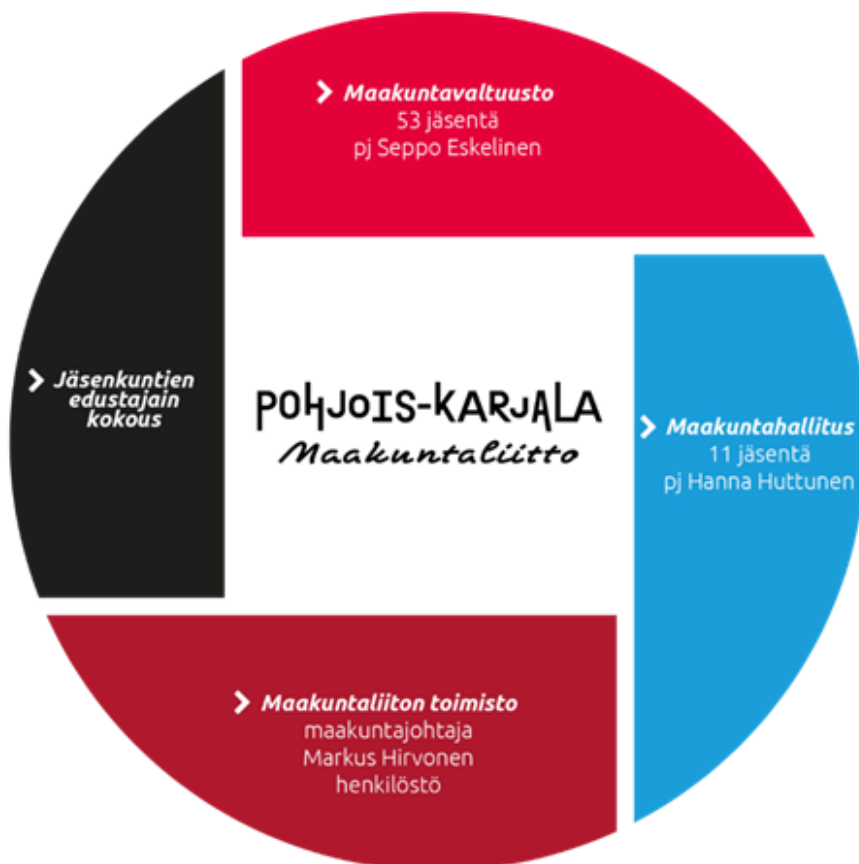 Maakuntavaltuusto
53 jäsentä
pj Seppo Eskelinen
Jäsenkuntien
edustajain
kokous
POHJOIS-KARJALA
Maakuntaliitto
Maakuntahallitus
11 jäsentä
pj Hanna Huttunen
Maakuntaliiton toimisto
maakuntajohtaja
Markus Hirvonen
henkilöstö